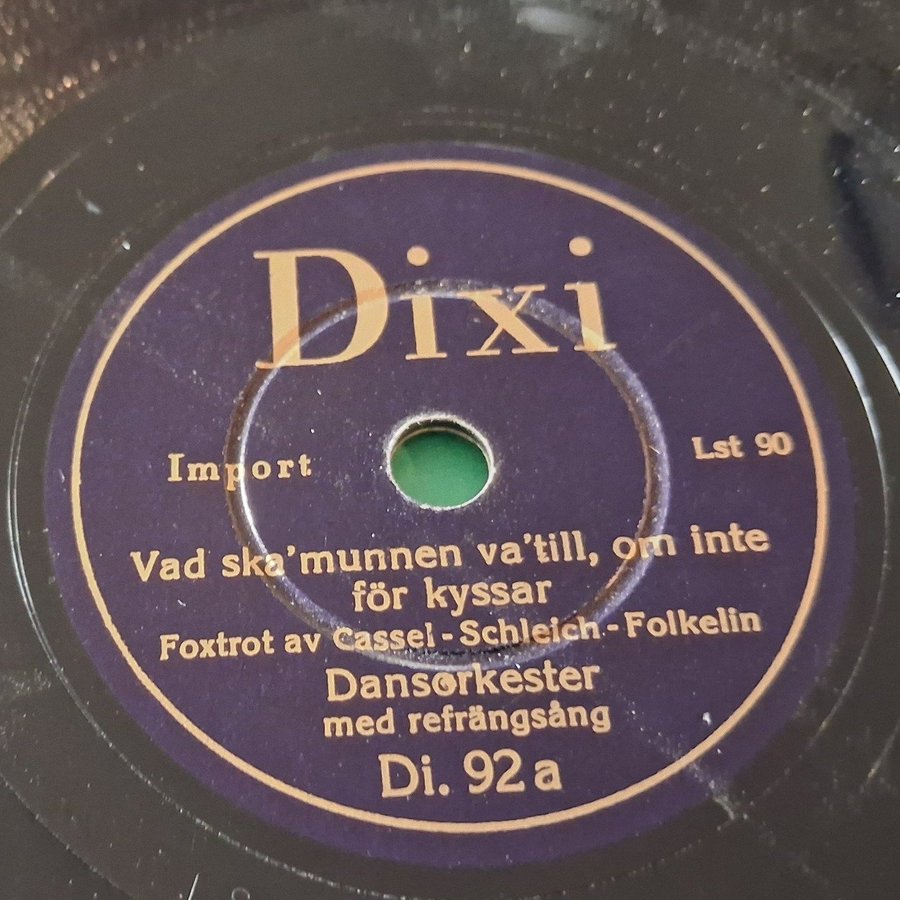 Dixi
Import
Lst 90
Vad ska'munnen va'till, om inte
för kyssar
Foxtrot av Cassel-Schleich-Folkelin
Dansorkester
med refrängsång
Di. 92a